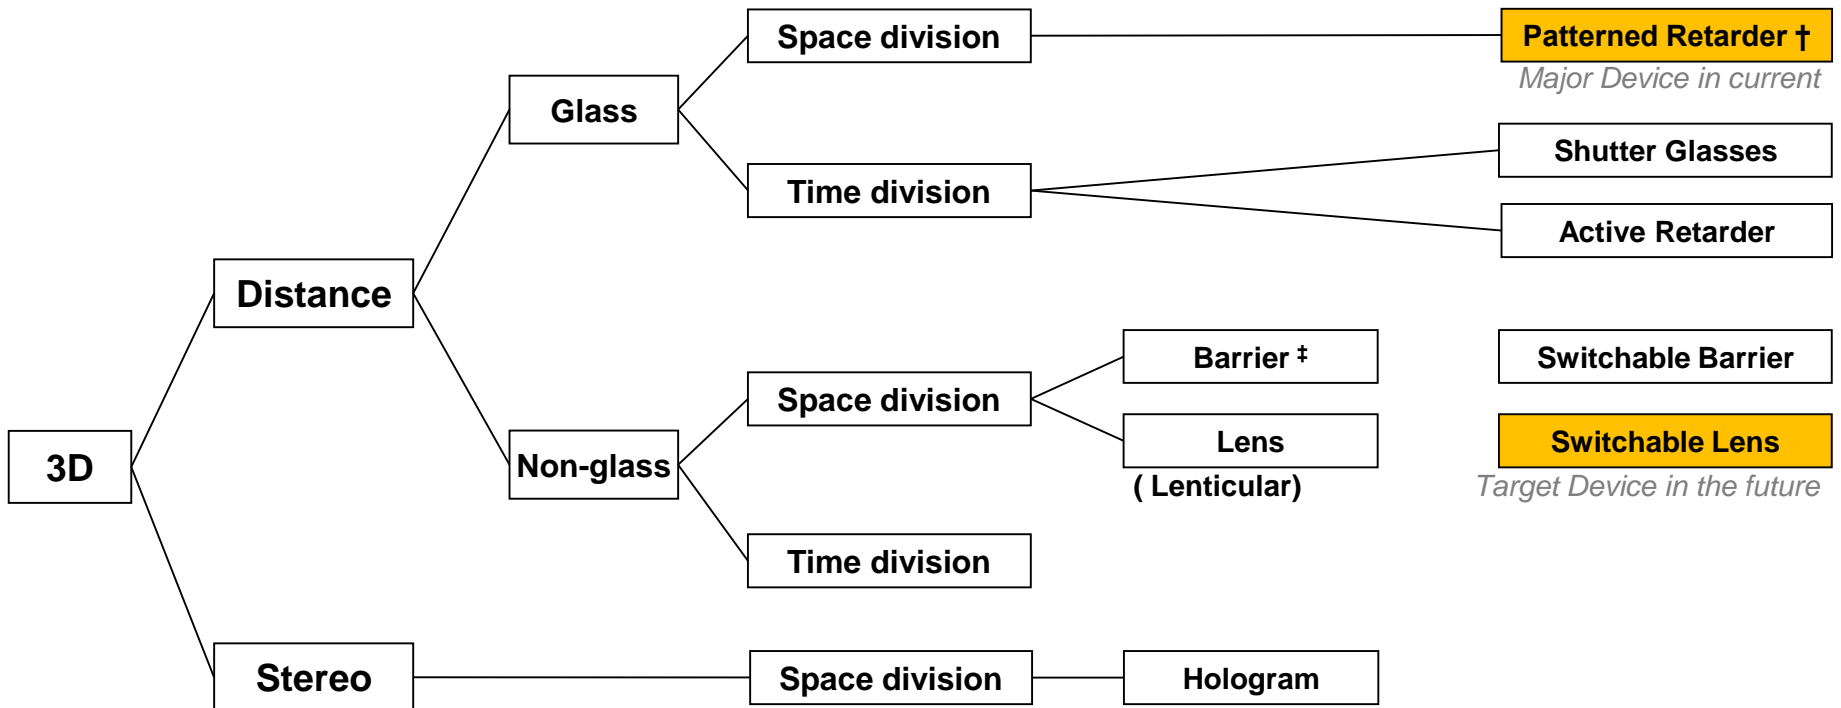 Space division
Patterned Retarder †
Major Device in current
Glass
Shutter Glasses
Time division
Active Retarder
Distance
Barrier ‡
Switchable Barrier
Space division
Lens
Switchable Lens
3D
Non-glass
( Lenticular)
Target Device in the future
Time division
Stereo
Space division
Hologram